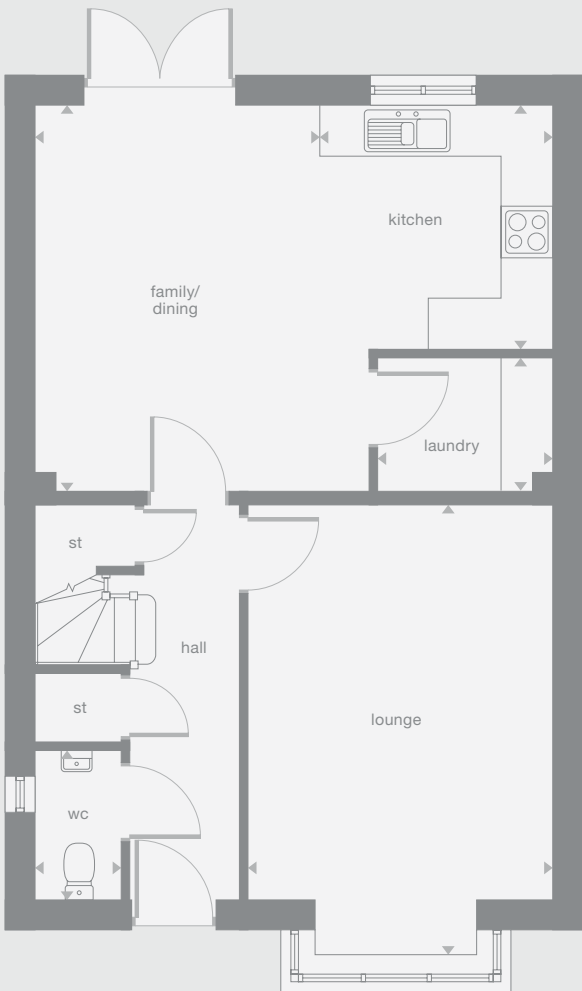 kitchen
family/
dining
laundry
st
hall
st
lounge
wc